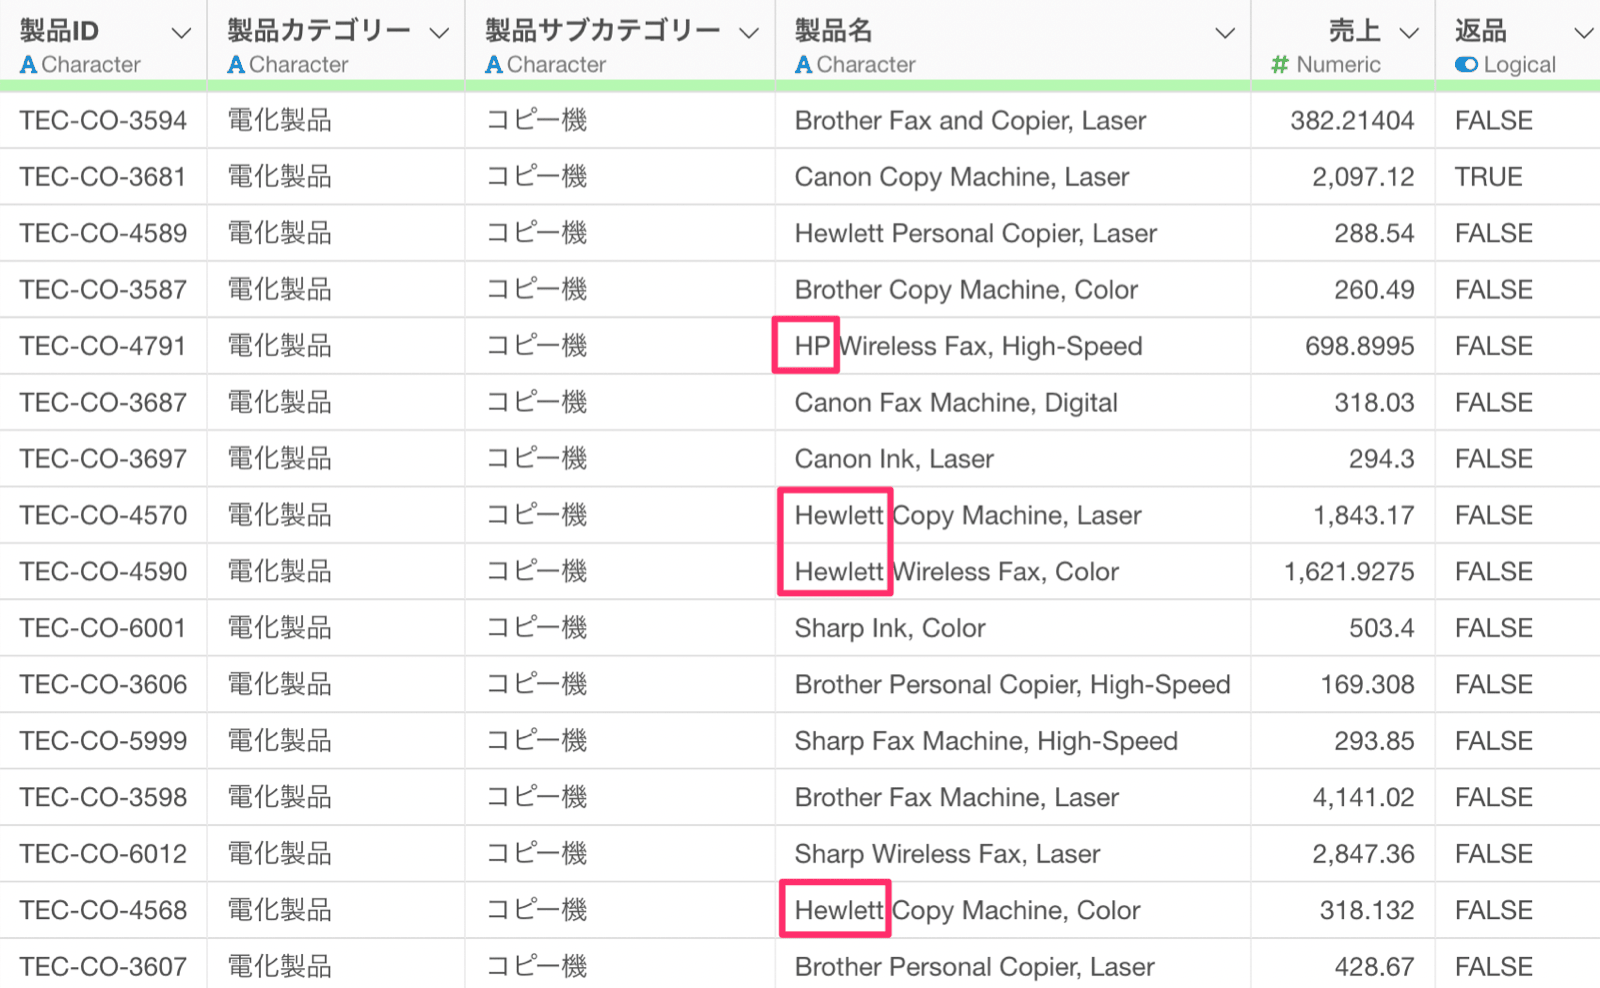 製品ID 製品カテゴリー 製品サブカテゴリー 製品名 売上 返品
A Character A Character A Character A Character # Numeric Logical
TEC-CO-3594 電化製品 コピー機 Brother Fax and Copier, Laser 382.21404 FALSE
TEC-CO-3681 電化製品 コピー機 Canon Copy Machine, Laser 2,097.12 TRUE
TEC-CO-4589 電化製品 コピー機 Hewlett Personal Copier, Laser 288.54 FALSE
TEC-CO-3587 電化製品 コピー機 Brother Copy Machine, Color 260.49 FALSE
TEC-CO-4791 電化製品 コピー機 HP Wireless Fax, High-Speed 698.8995 FALSE
TEC-CO-3687 電化製品 コピー機 Canon Fax Machine, Digital 318.03 FALSE
TEC-CO-3697 電化製品 コピー機 Canon Ink, Laser 294.3 FALSE
TEC-CO-4570 電化製品 コピー機 Hewlett Copy Machine, Laser 1,843.17 FALSE
TEC-CO-4590 電化製品 コピー機 Hewlett Wireless Fax, Color 1,621.9275 FALSE
TEC-CO-6001 電化製品 コピー機 Sharp Ink, Color 503.4 FALSE
TEC-CO-3606 電化製品 コピー機 Brother Personal Copier, High-Speed 169.308 FALSE
TEC-CO-5999 電化製品 コピー機 Sharp Fax Machine, High-Speed 293.85 FALSE
TEC-CO-3598 電化製品 コピー機 Brother Fax Machine, Laser 4,141.02 FALSE
TEC-CO-6012 電化製品 コピー機 Sharp Wireless Fax, Laser 2,847.36 FALSE
TEC-CO-4568 電化製品 コピー機 Hewlett Copy Machine, Color 318.132 FALSE
TEC-CO-3607 電化製品 コピー機 Brother Personal Copier, Laser 428.67 FALSE